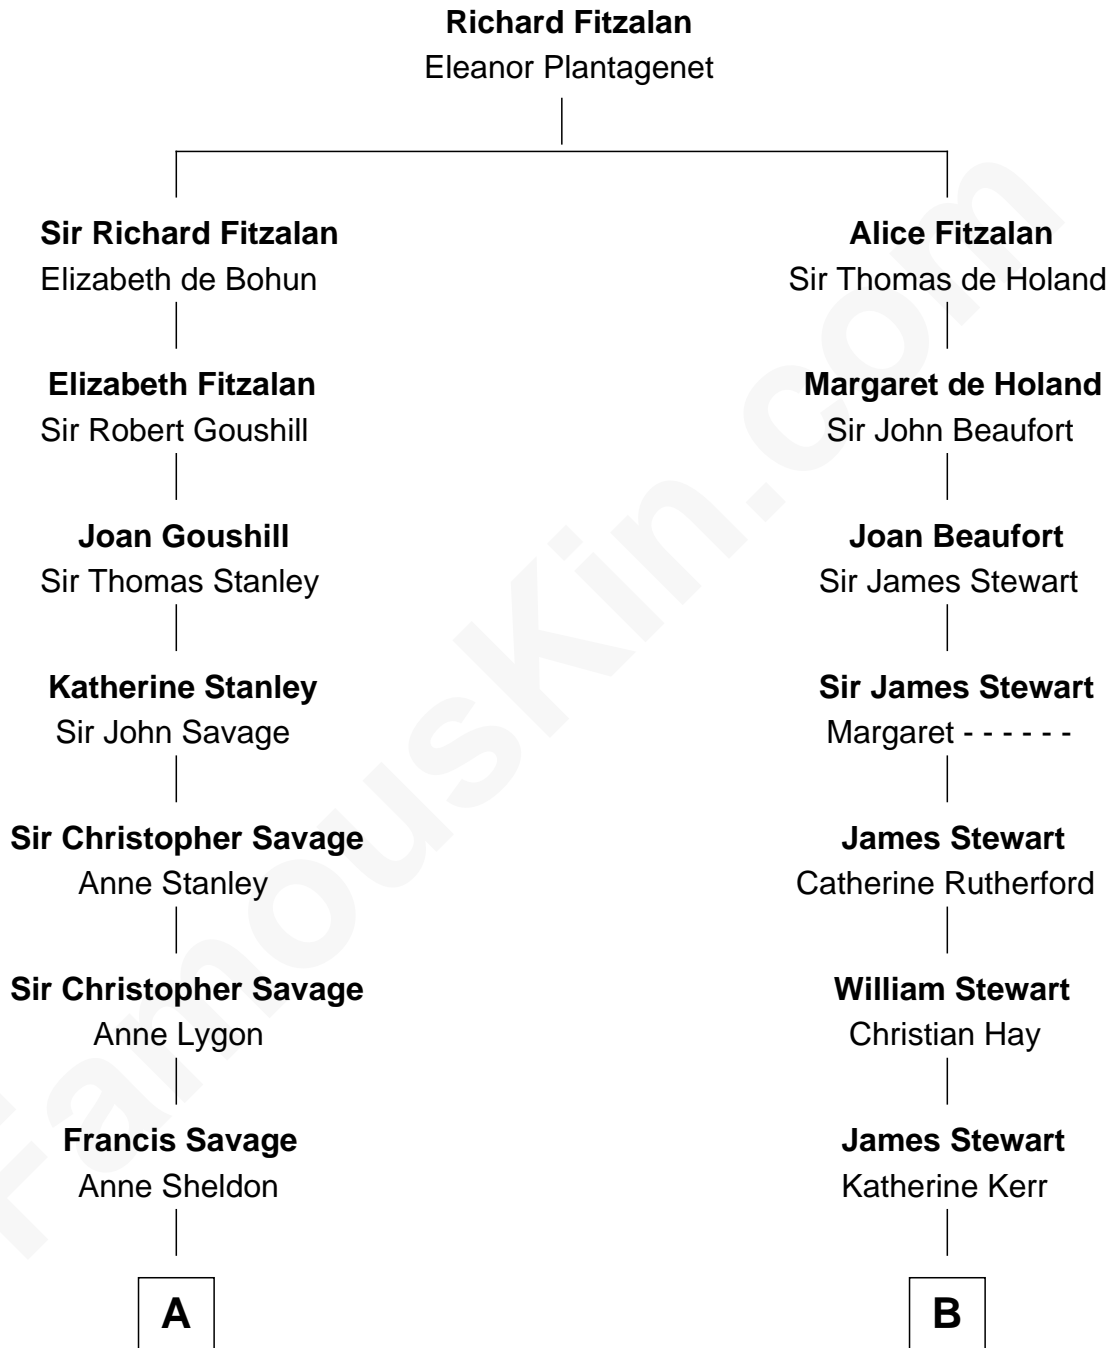 Richard Fitzalan
Eleanor Plantagenet
Sir Richard Fitzalan
Elizabeth de Bohun
Alice Fitzalan
Sir Thomas de Holand
Elizabeth Fitzalan
Sir Robert Goushill
Margaret de Holand
Sir John Beaufort
Joan Goushill
Sir Thomas Stanley
Joan Beaufort
Sir James Stewart
Katherine Stanley
Sir John Savage
Sir James Stewart
Margaret - - - - - -
Sir Christopher Savage
Anne Stanley
James Stewart
Catherine Rutherford
Sir Christopher Savage
Anne Lygon
William Stewart
Christian Hay
Francis Savage
Anne Sheldon
James Stewart
Katherine Kerr
A
B
FamousKin.com